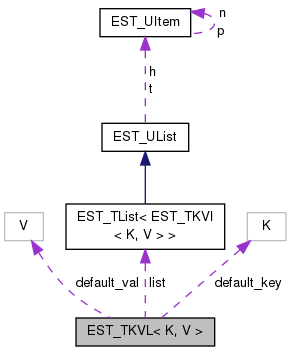 EST_UItem
n
p
h
t
EST_UList
EST_TList< EST_TKVI
< K, V > >
V
K
default_val
list
default_key
EST_TKVL< K, V >